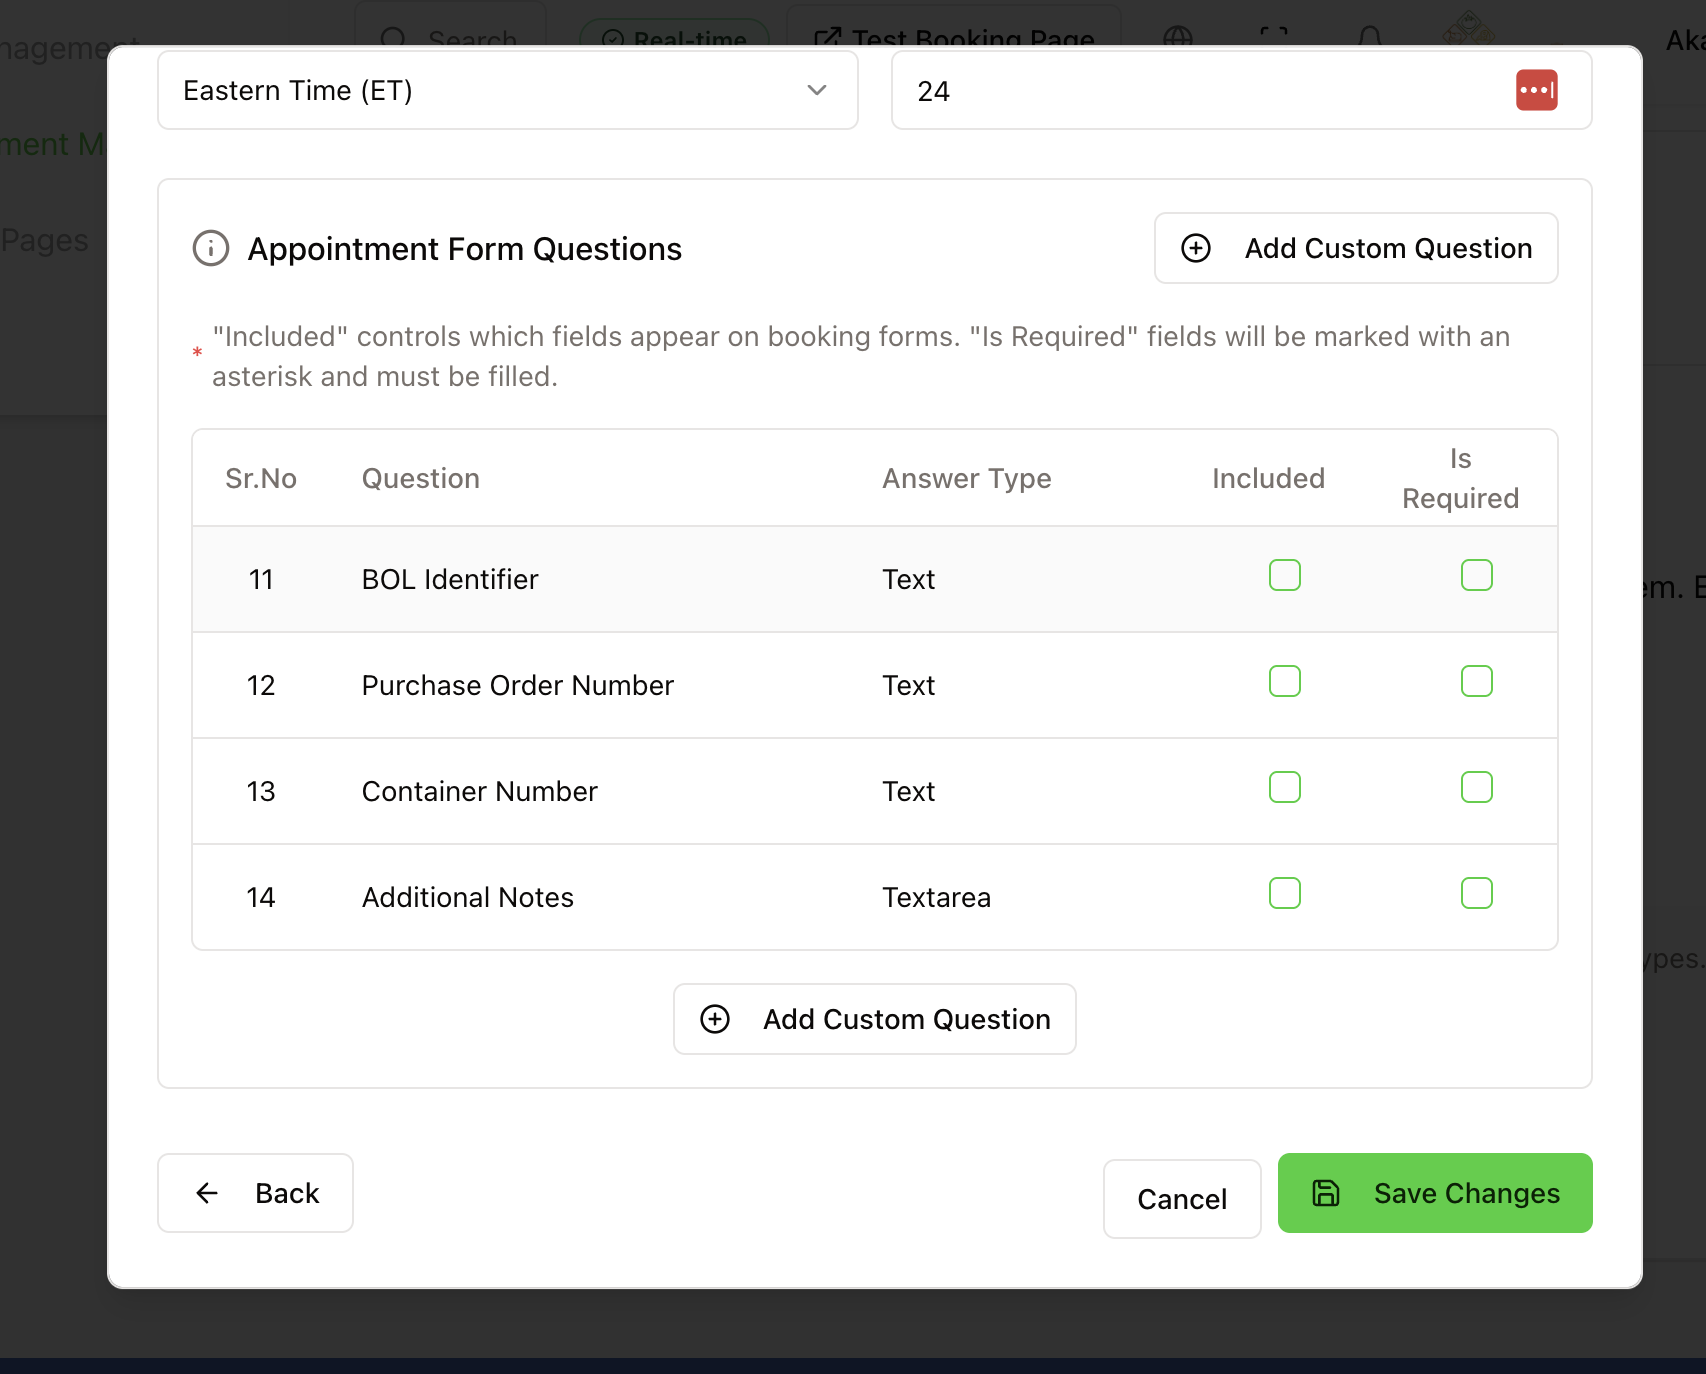 Search
Real-time
Test Booking Page
Aka
ment M
Pages
Eastern Time (ET)
24
Appointment Form Questions
Add Custom Question
* "Included" controls which fields appear on booking forms. "Is Required" fields will be marked with an
asterisk and must be filled.
Sr.No Question Answer Type Included Is Required
11 BOL Identifier Text
12 Purchase Order Number Text
13 Container Number Text
14 Additional Notes Textarea
Add Custom Question
em. E
ypes.
Back
Cancel
Save Changes